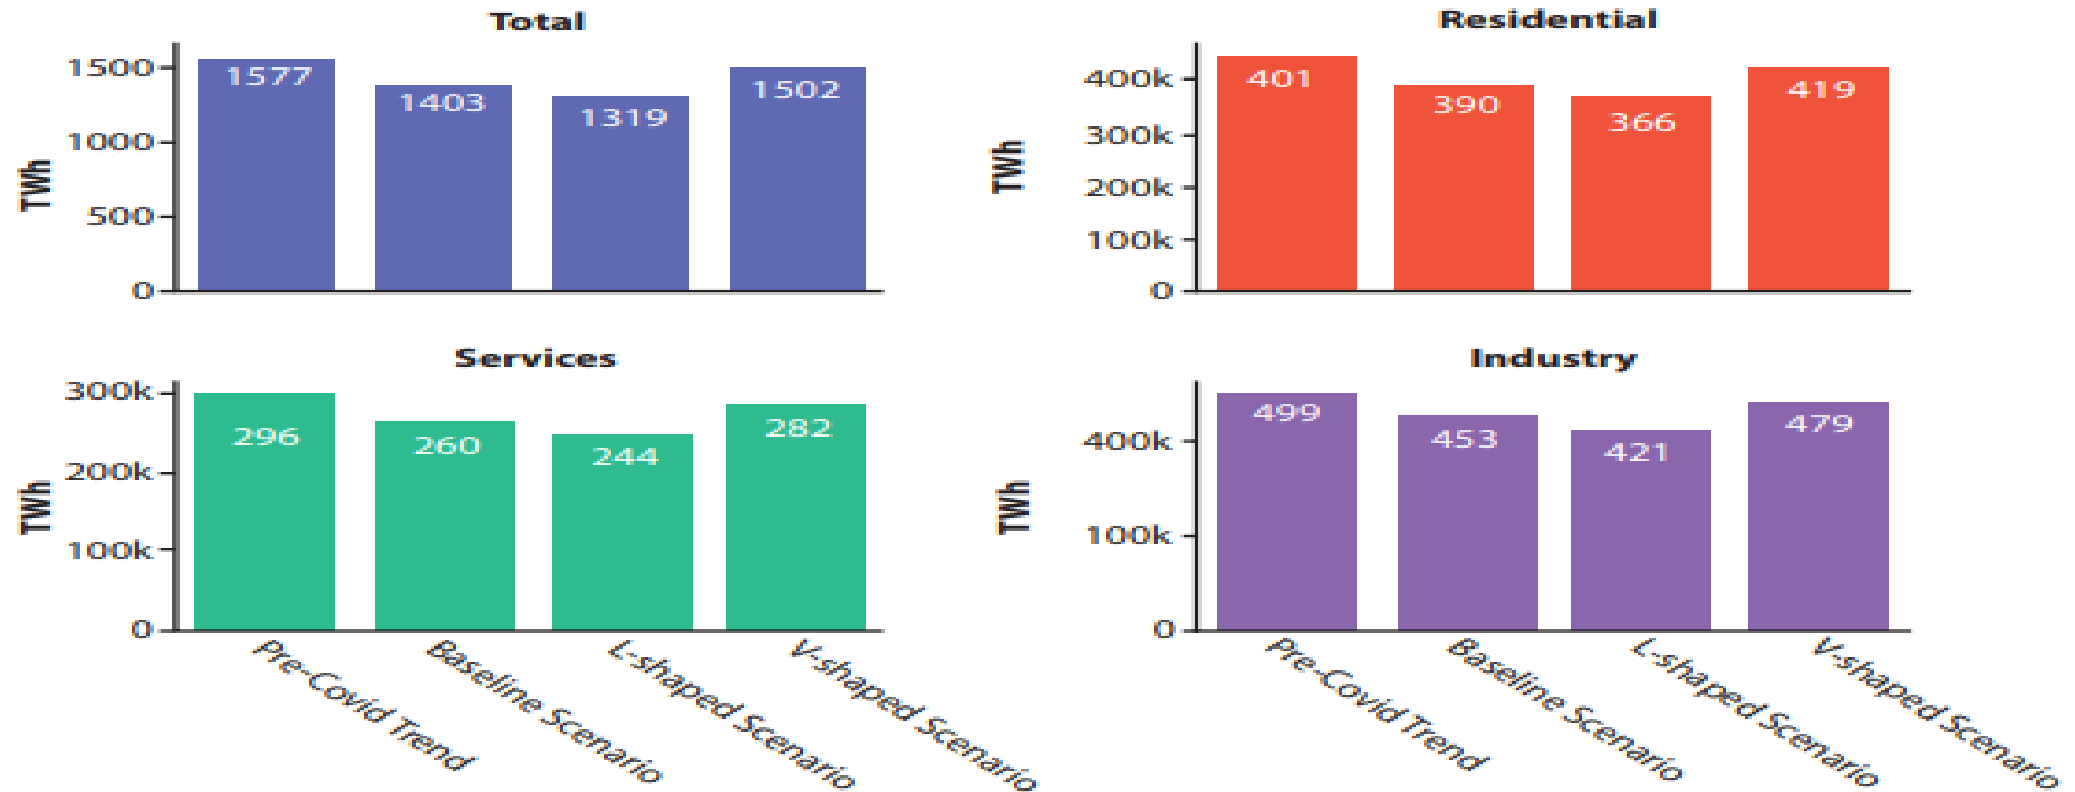 Total
1500
1000
500
0
TWh
1577
1403
1319
1502
Residential
400k
300k
200k
100k
0
TWh
401
390
366
419
Services
300k
200k
100k
0
TWh
296
260
244
282
Pre-Covid Trend
Baseline Scenario
L-shaped Scenario
V-shaped Scenario
Industry
400k
100k
0
TWh
499
453
421
479
Pre-Covid Trend
Baseline Scenario
L-shaped Scenario
V-shaped Scenario